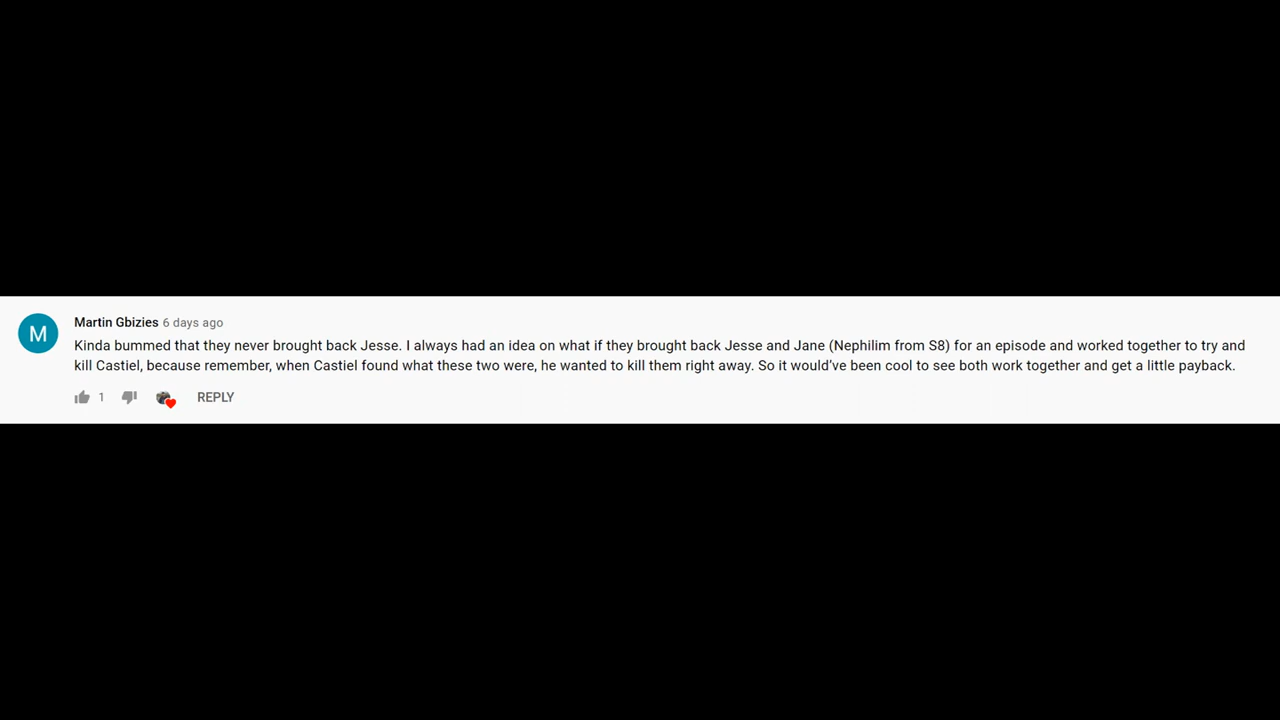 M
Martin Gbizies 6 days ago
Kinda bummed that they never brought back Jesse. I always had an idea on what if they brought back Jesse and Jane (Nephilim from S8) for an episode and worked together to try and
kill Castiel, because remember, when Castiel found what these two were, he wanted to kill them right away. So it would’ve been cool to see both work together and get a little payback.
1 REPLY